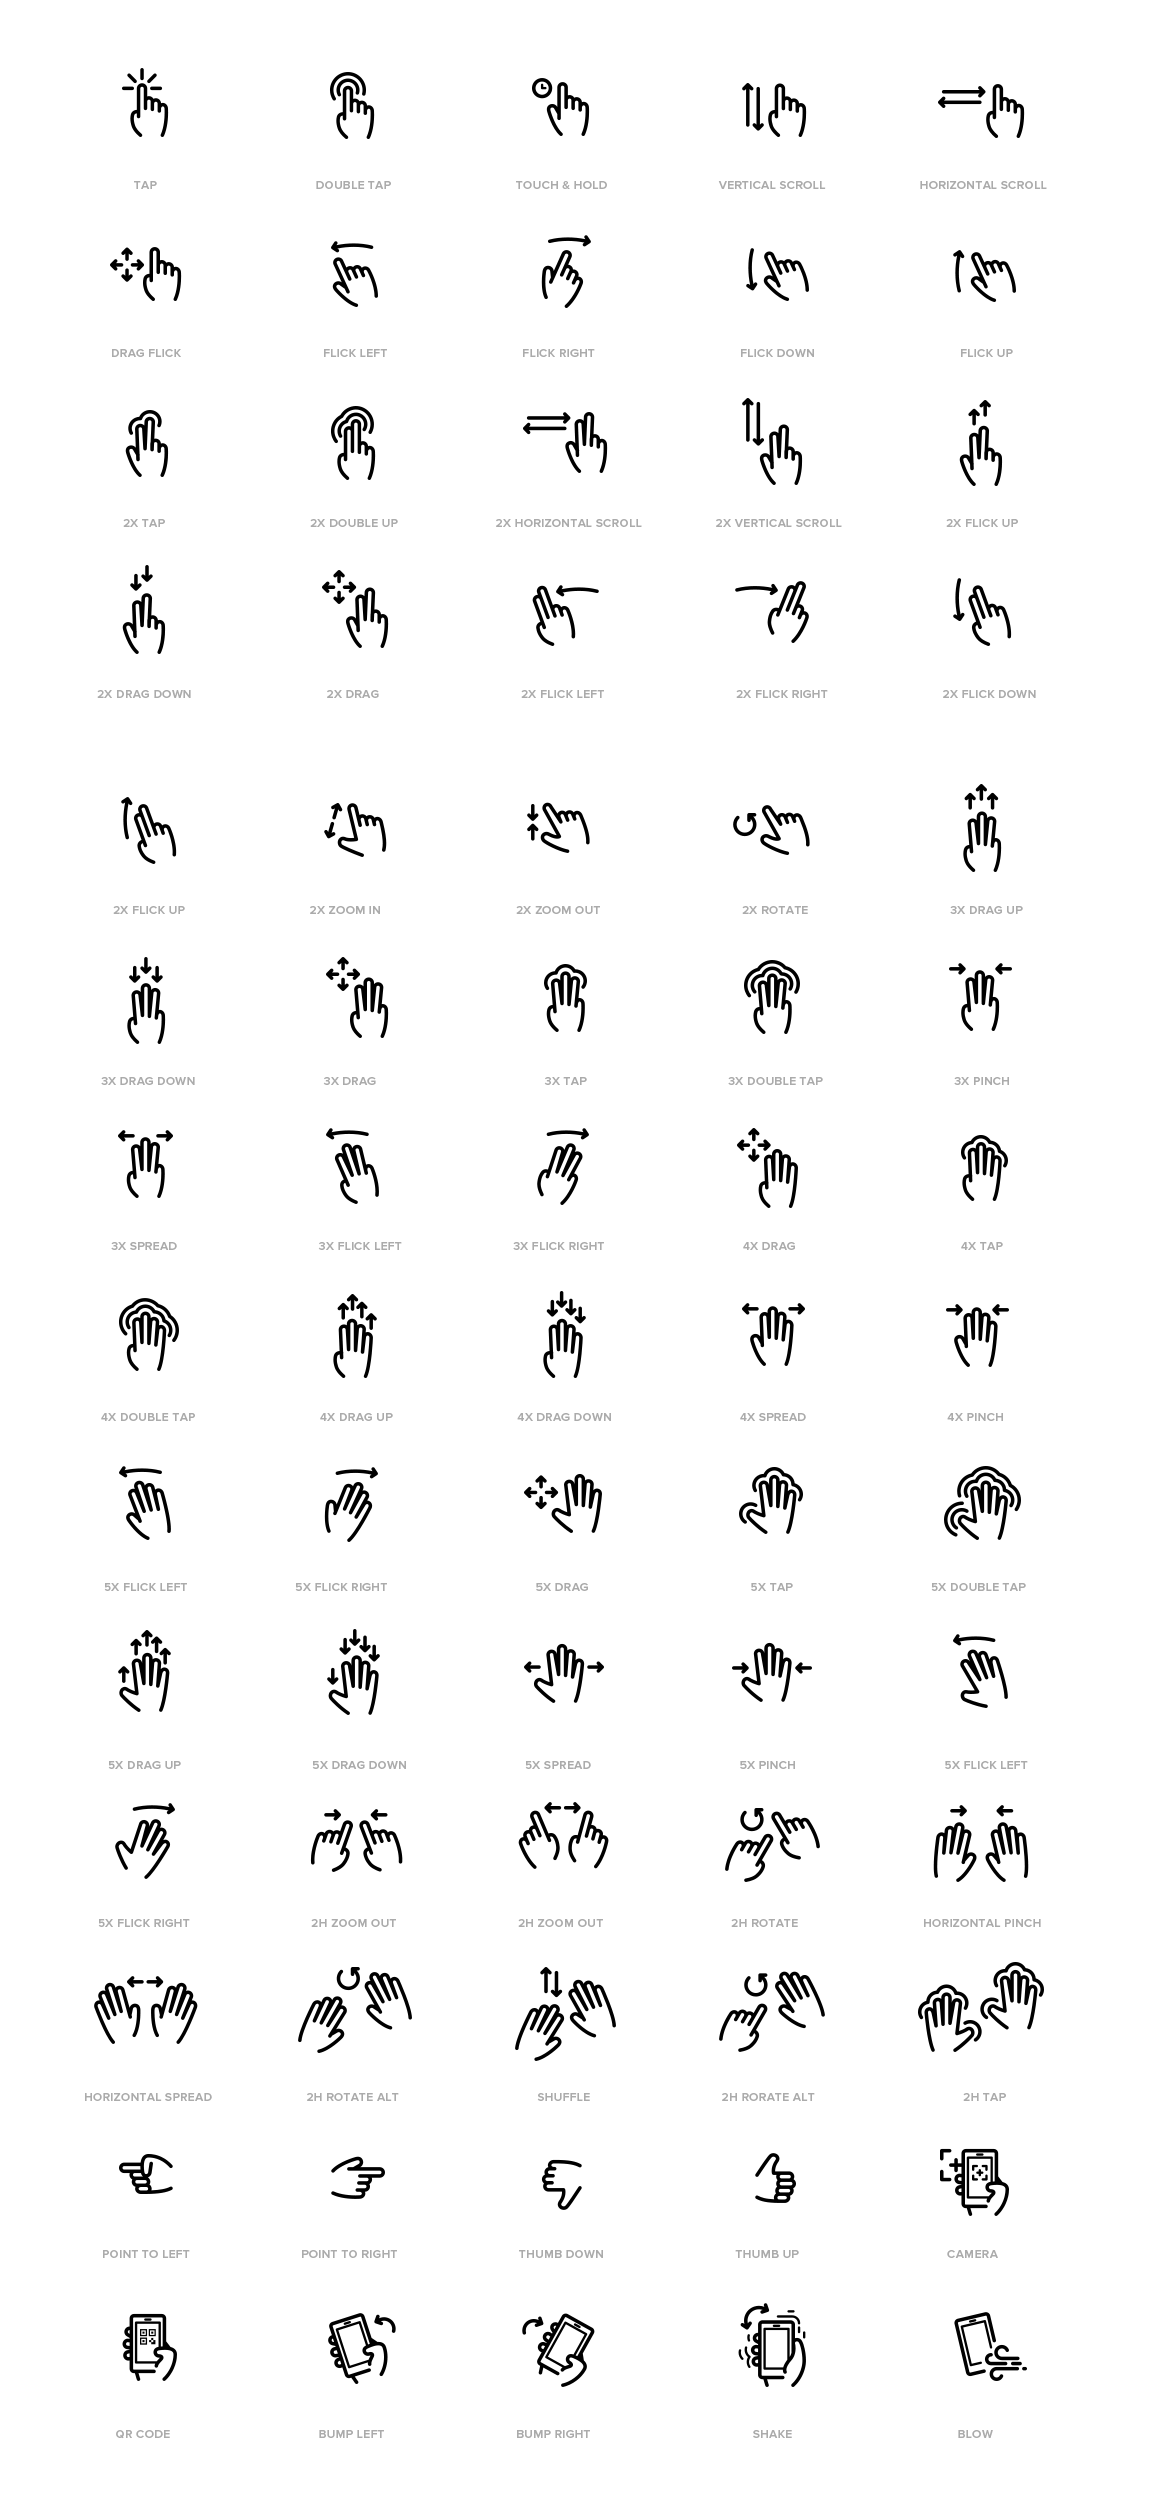 TAP
DOUBLE TAP
TOUCH & HOLD
VERTICAL SCROLL
HORIZONTAL SCROLL
DRAG FLICK
FLICK LEFT
FLICK RIGHT
FLICK DOWN
FLICK UP
2X TAP
2X DOUBLE UP
2X HORIZONTAL SCROLL
2X VERTICAL SCROLL
2X FLICK UP
2X DRAG DOWN
2X DRAG
2X FLICK LEFT
2X FLICK RIGHT
2X FLICK DOWN
2X FLICK UP
2X ZOOM IN
2X ZOOM OUT
2X ROTATE
3X DRAG UP
3X DRAG DOWN
3X DRAG
3X TAP
3X DOUBLE TAP
3X PINCH
3X SPREAD
3X FLICK LEFT
3X FLICK RIGHT
4X DRAG
4X TAP
4X DOUBLE TAP
4X DRAG UP
4X DRAG DOWN
4X SPREAD
4X PINCH
5X FLICK LEFT
5X FLICK RIGHT
5X DRAG
5X TAP
5X DOUBLE TAP
5X DRAG UP
5X DRAG DOWN
5X SPREAD
5X PINCH
5X FLICK LEFT
5X FLICK RIGHT
2H ZOOM OUT
2H ZOOM OUT
2H ROTATE
HORIZONTAL PINCH
HORIZONTAL SPREAD
2H ROTATE ALT
SHUFFLE
2H RORATE ALT
2H TAP
POINT TO LEFT
POINT TO RIGHT
THUMB DOWN
THUMB UP
CAMERA
QR CODE
BUMP LEFT
BUMP RIGHT
SHAKE
BLOW